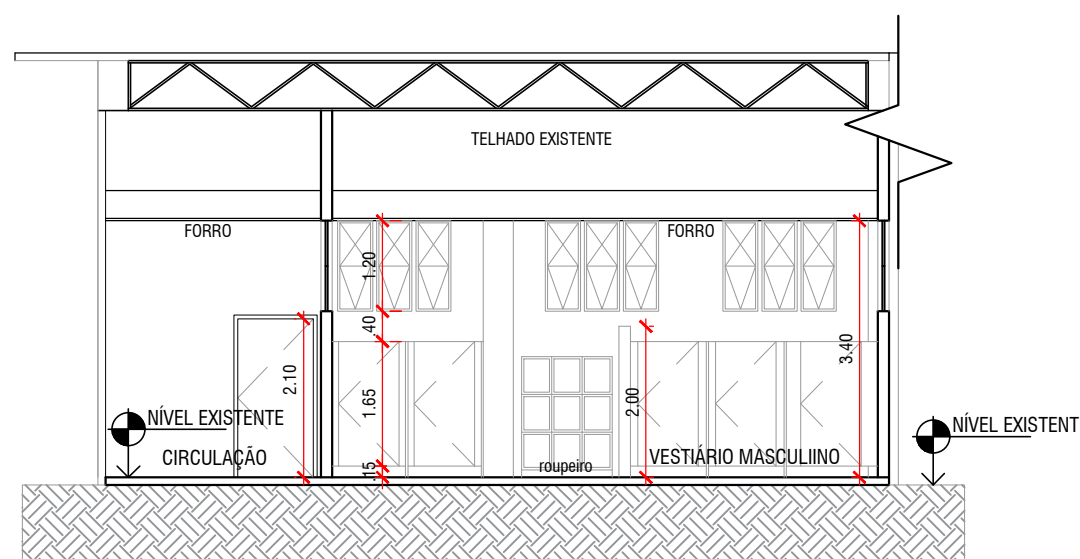 TELHADO EXISTENTE
FORRO
FORRO
1.20
.40
3.40
2.10
1.65
2.00
NÍVEL EXISTENTE
NÍVEL EXISTENT
CIRCULAÇÃO
.15
roupeiro
VESTIÁRIO MASCULIINO